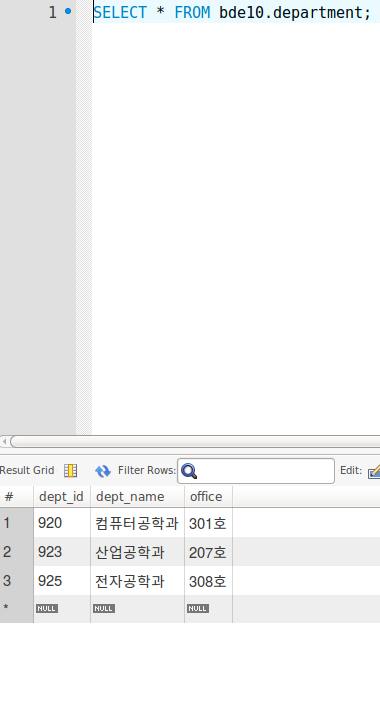 1 SELECT * FROM bde10.department;
Result Grid Filter Rows: Edit:
# dept_id dept_name office
1 920 컴퓨터공학과 301호
2 923 산업공학과 207호
3 925 전자공학과 308호
* NULL NULL NULL